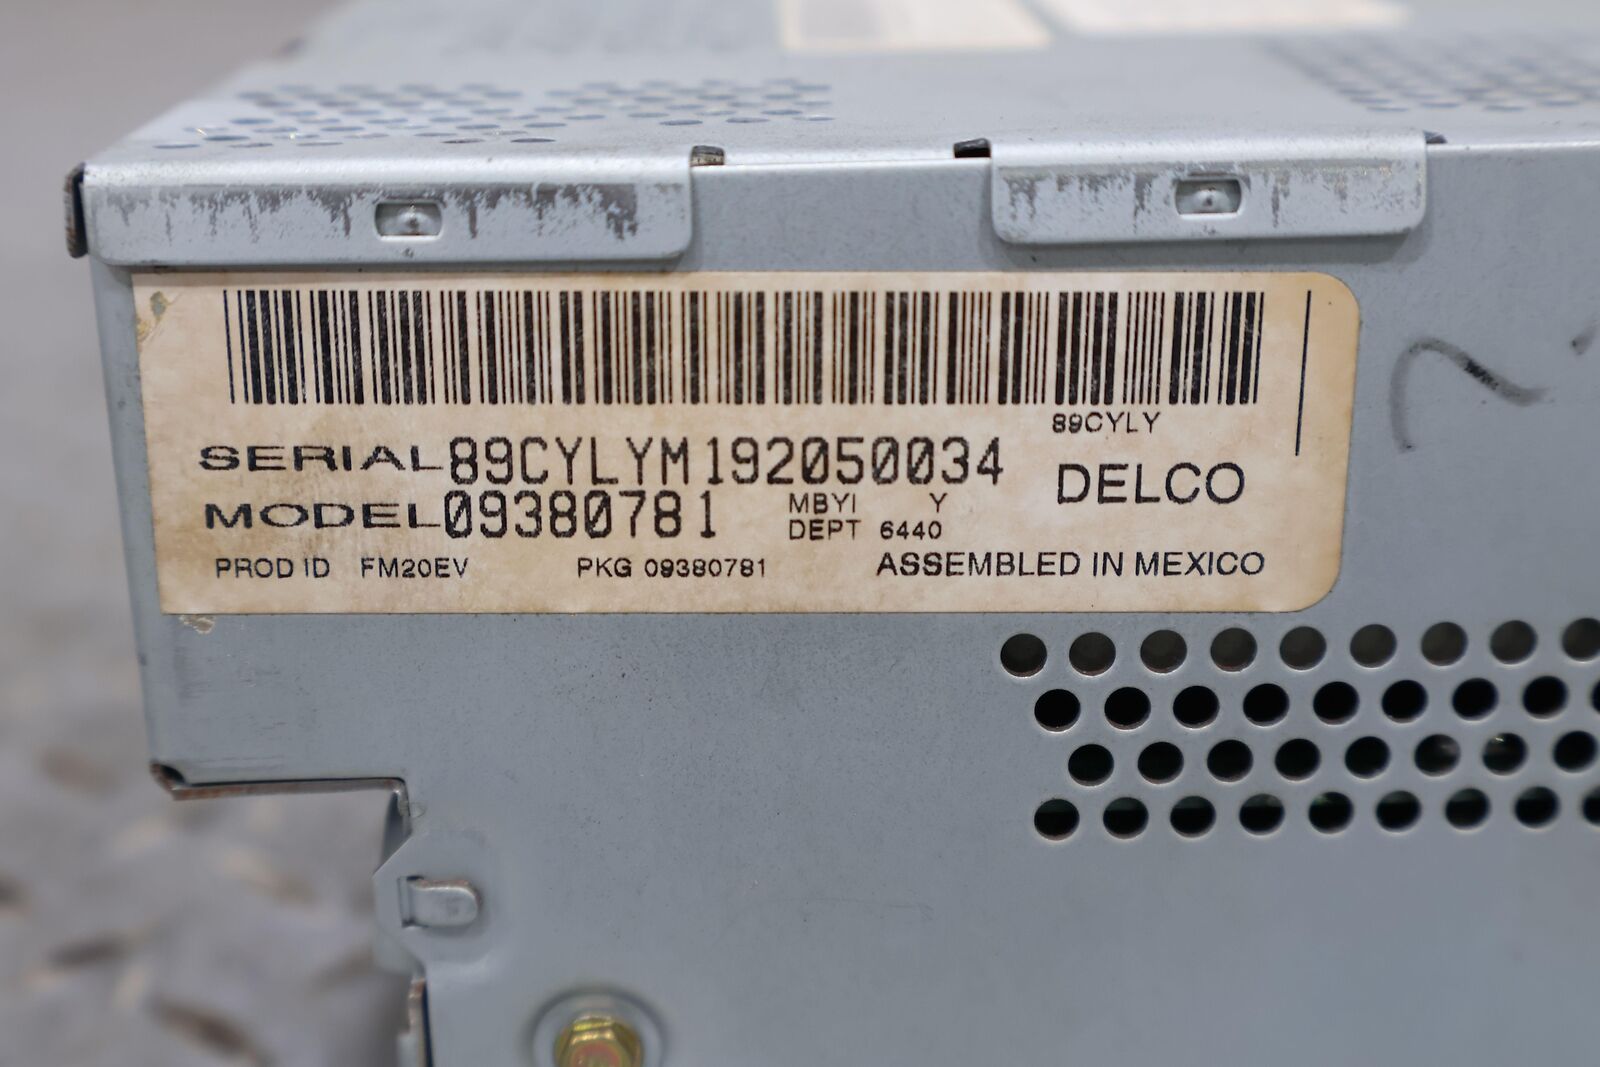 89CYLY
SERIAL 89CYLYM192050034
MODEL 09380781 MBYI Y
DEPT 6440
DELCO
PROD ID FM20EV PKG 09380781 ASSEMBLED IN MEXICO